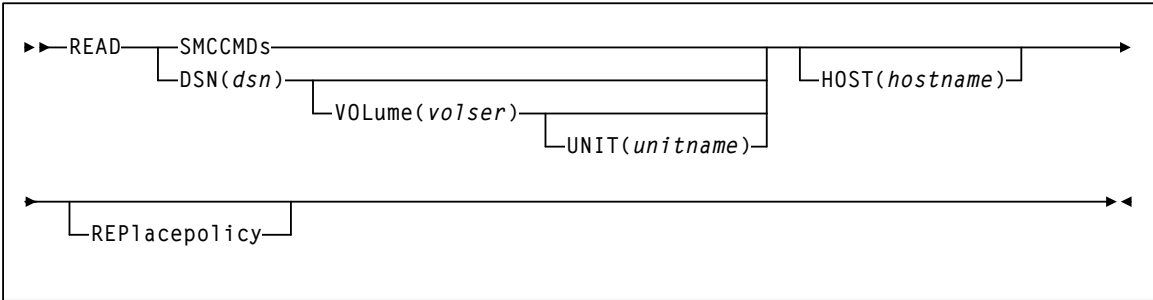 READ SMCCMDs
DSN(dsn) HOST(hostname)
VOLume(volser)
UNIT(unitname)
REPlacepolicy